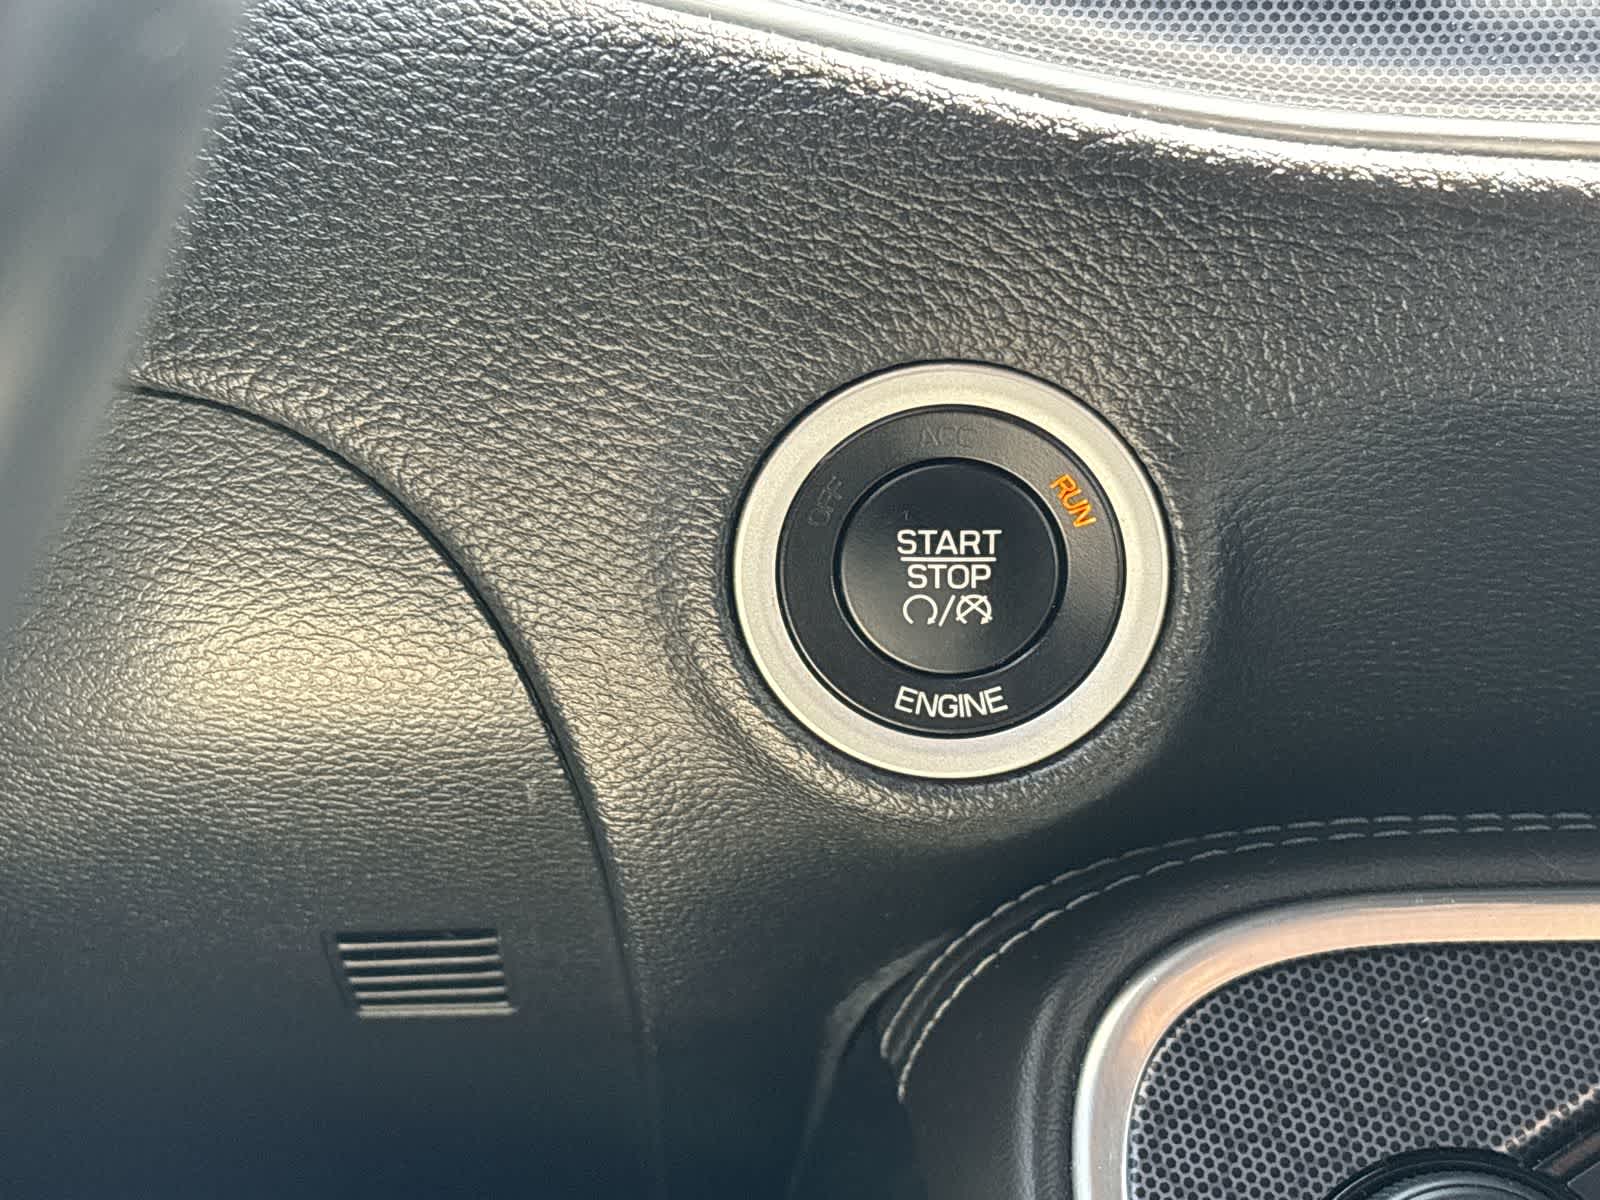 ACC
OFF
RUN
START
STOP
ENGINE